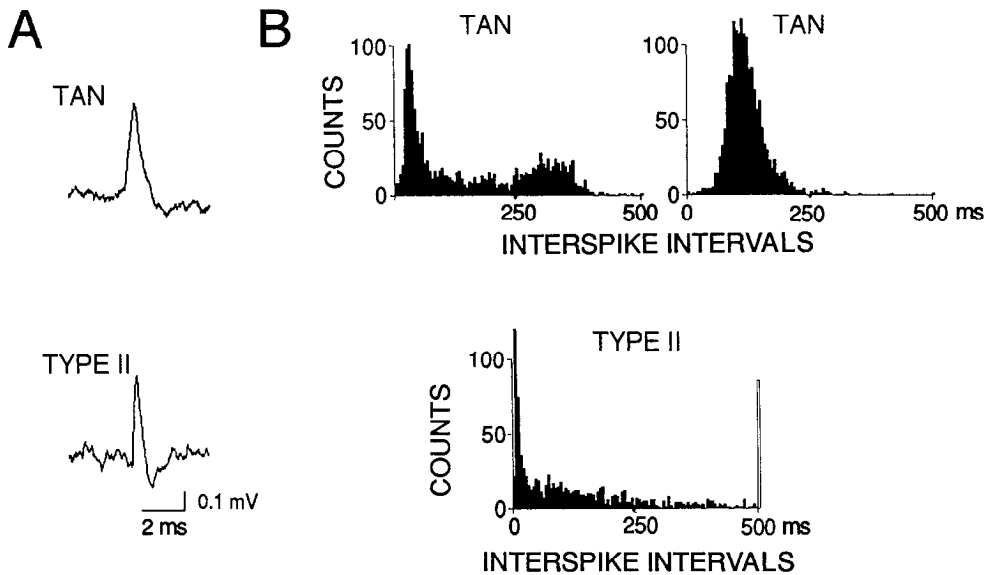 A
TAN
TYPE II
0.1 mV
2 ms
B
TAN
TAN
100
50
0
COUNTS
250
500
100
50
0
0
250
500 ms
INTERSPIKE INTERVALS
TYPE II
100
50
0
COUNTS
0
250
500 ms
INTERSPIKE INTERVALS